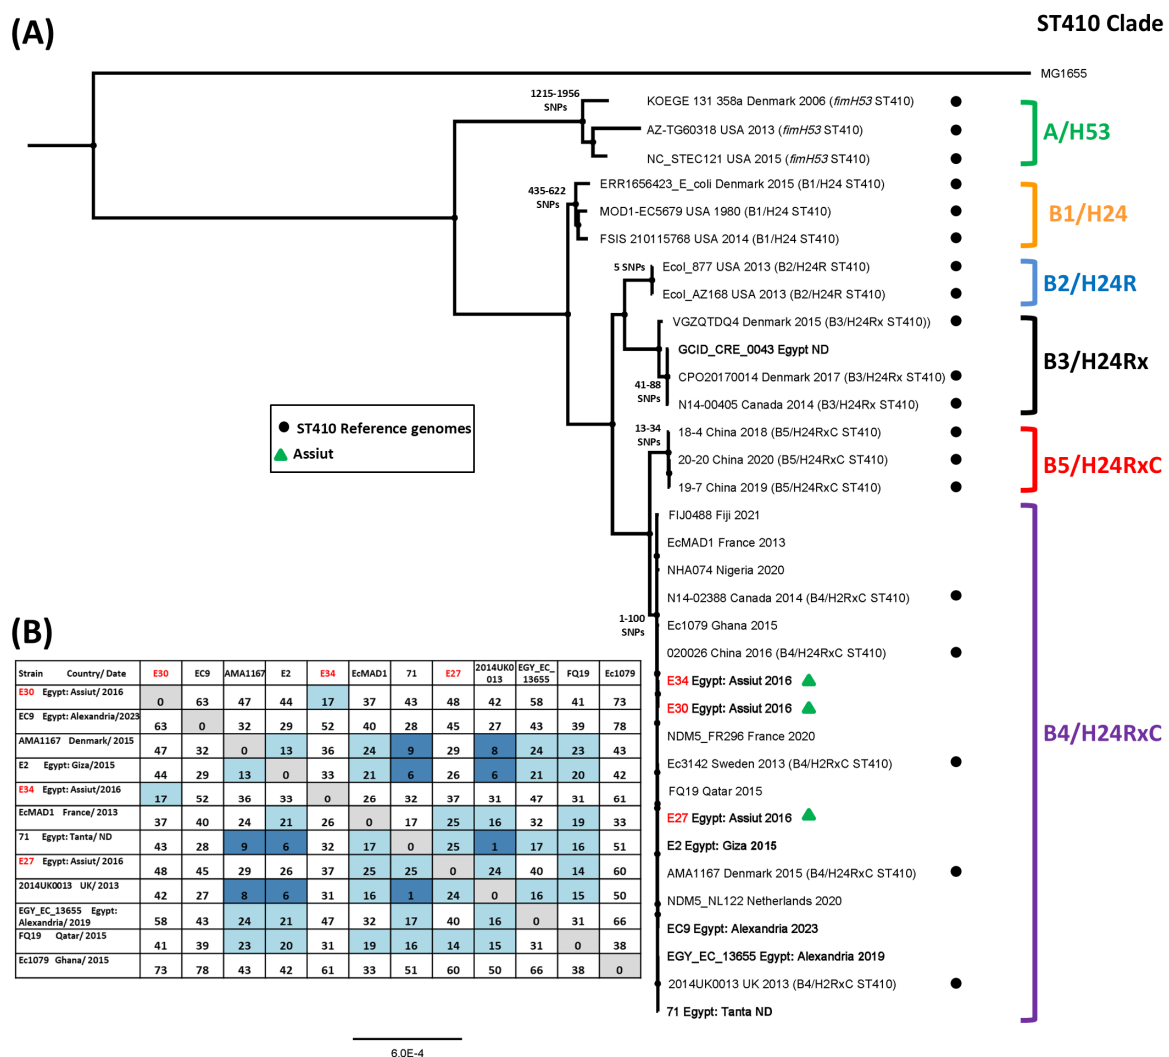 (A)
ST410 Clade
MG1655
1215-1956
SNPs
KOEGE 131 358a Denmark 2006 (fimH53 ST410)
AZ-TG60318 USA 2013 (fimH53 ST410)
NC_STEC121 USA 2015 (fimH53 ST410)
A/H53
435-622
SNPs
ERR1656423_E_coli Denmark 2015 (B1/H24 ST410)
MOD1-EC5679 USA 1980 (B1/H24 ST410)
FSIS 210115768 USA 2014 (B1/H24 ST410)
B1/H24
5 SNPs
Ecol_877 USA 2013 (B2/H24R ST410)
Ecol_AZ168 USA 2013 (B2/H24R ST410)
B2/H24R
VGZQTDQ4 Denmark 2015 (B3/H24Rx ST410))
GCID_CRE_0043 Egypt ND
CPO20170014 Denmark 2017 (B3/H24Rx ST410)
N14-00405 Canada 2014 (B3/H24Rx ST410)
41-88
SNPs
B3/H24Rx
13-34
SNPs
18-4 China 2018 (B5/H24RxC ST410)
20-20 China 2020 (B5/H24RxC ST410)
19-7 China 2019 (B5/H24RxC ST410)
B5/H24RxC
ST410 Reference genomes
Assiut
FIJ0488 Fiji 2021
EcMAD1 France 2013
NHA074 Nigeria 2020
N14-02388 Canada 2014 (B4/H2RxC ST410)
1-100
SNPs
Ec1079 Ghana 2015
020026 China 2016 (B4/H24RxC ST410)
E34 Egypt: Assiut 2016
E30 Egypt: Assiut 2016
NDM5_FR296 France 2020
Ec3142 Sweden 2013 (B4/H2RxC ST410)
FQ19 Qatar 2015
E27 Egypt: Assiut 2016
E2 Egypt: Giza 2015
AMA1167 Denmark 2015 (B4/H24RxC ST410)
NDM5_NL122 Netherlands 2020
EC9 Egypt: Alexandria 2023
EGY_EC_13655 Egypt: Alexandria 2019
2014UK0013 UK 2013 (B4/H2RxC ST410)
71 Egypt: Tanta ND
B4/H24RxC
(B)
Strain Country/ Date E30 EC9 AMA1167 E2 E34 EcMAD1 71 E27 2014UK0013 EGY_EC_13655 FQ19 Ec1079
E30 Egypt: Assiut/ 2016 0 63 47 44 17 37 43 48 42 58 41 73
EC9 Egypt: Alexandria/2023 63 0 32 29 52 40 28 45 27 43 39 78
AMA1167 Denmark/ 2015 47 32 0 13 36 24 9 29 8 24 23 43
E2 Egypt: Giza/2015 44 29 13 0 33 21 6 26 6 21 20 42
E34 Egypt: Assiut/2016 17 52 36 33 0 26 32 37 31 47 31 61
EcMAD1 France/ 2013 37 40 24 21 26 0 17 25 16 32 19 33
71 Egypt: Tanta/ ND 43 28 9 6 32 17 0 25 1 17 16 51
E27 Egypt: Assiut/ 2016 48 45 29 26 37 25 25 0 24 40 14 60
2014UK0013 UK/ 2013 42 27 8 6 31 16 1 24 0 16 15 50
EGY_EC_13655 Egypt: Alexandria/ 2019 58 43 24 21 47 32 17 40 16 0 31 66
FQ19 Qatar/ 2015 41 39 23 20 31 19 16 14 15 31 0 38
Ec1079 Ghana/ 2015 73 78 43 42 61 33 51 60 50 66 38 0
6.0E-4